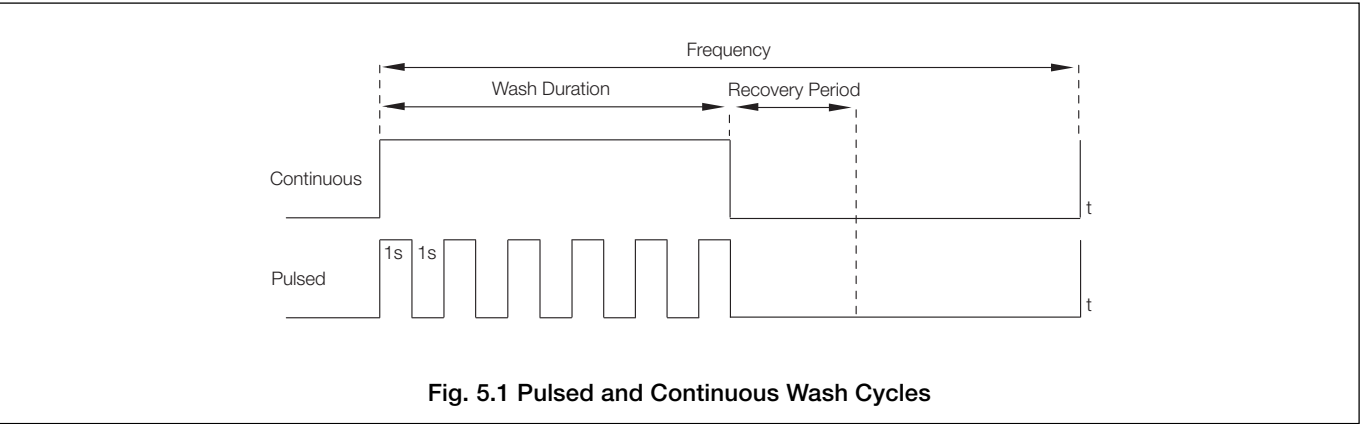 Frequency
Wash Duration
Recovery Period
Continuous
t
1s 1s
Pulsed
t
Fig. 5.1 Pulsed and Continuous Wash Cycles